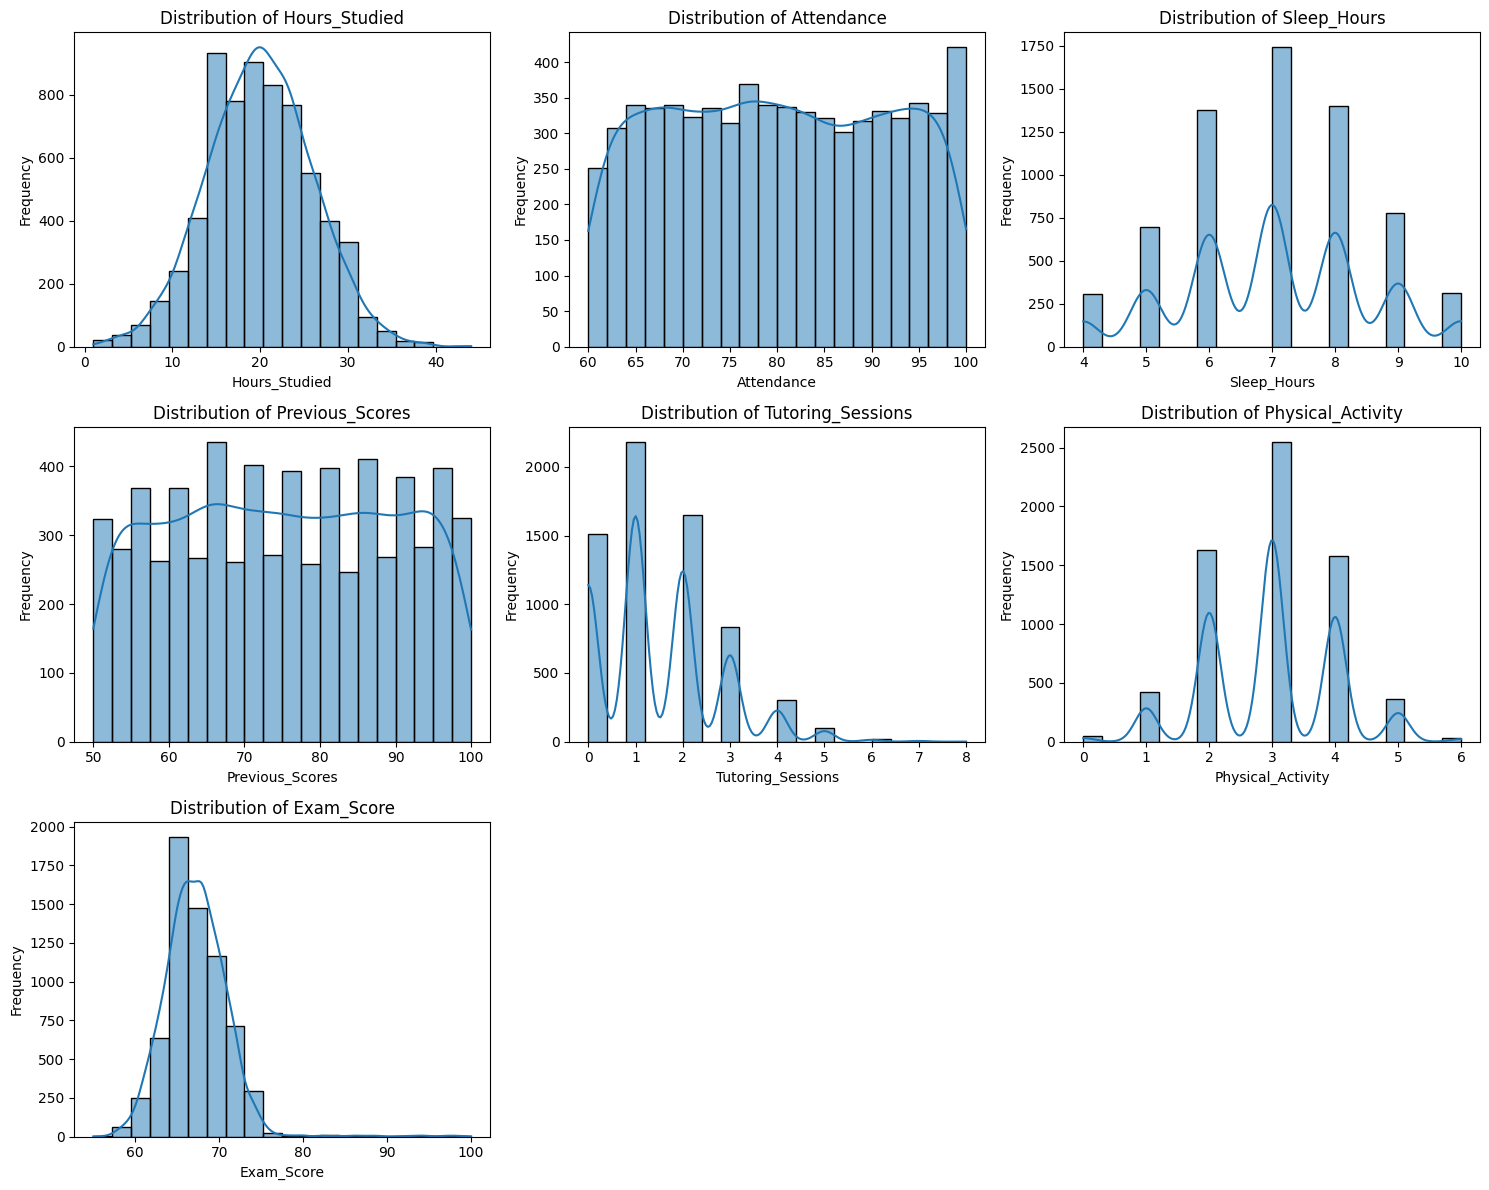 Distribution of Hours_Studied
Frequency
800
600
400
200
0
0 10 20 30 40
Hours_Studied
Distribution of Attendance
Frequency
400
350
300
250
200
150
100
50
0
60 65 70 75 80 85 90 95 100
Attendance
Distribution of Sleep_Hours
Frequency
1750
1500
1250
1000
750
500
250
0
4 5 6 7 8 9 10
Sleep_Hours
Distribution of Previous_Scores
Frequency
400
300
200
100
0
50 60 70 80 90 100
Previous_Scores
Distribution of Tutoring_Sessions
Frequency
2000
1500
1000
500
0
0 1 2 3 4 5 6 7 8
Tutoring_Sessions
Distribution of Physical_Activity
Frequency
2500
2000
1500
1000
500
0
0 1 2 3 4 5 6
Physical_Activity
Distribution of Exam_Score
Frequency
2000
1750
1500
1250
1000
750
500
250
0
60 70 80 90 100
Exam_Score